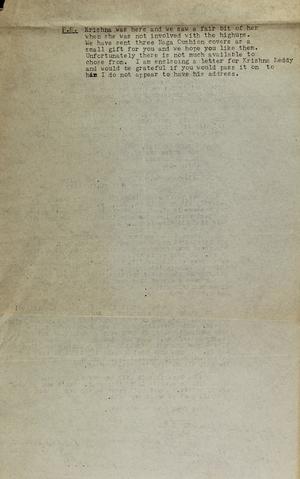 P.S. Krishna was here and we saw a fair bit of her
when she was not involved with the highups.
We have sent three Naga Cushion covers as a
small gift for you and we hope you like them.
Unfortunately there is not much available to
chose from. I am enclosing a letter for Krishna Reddy
and would be grateful if you would pass it on to
him I do not appear to have his address.